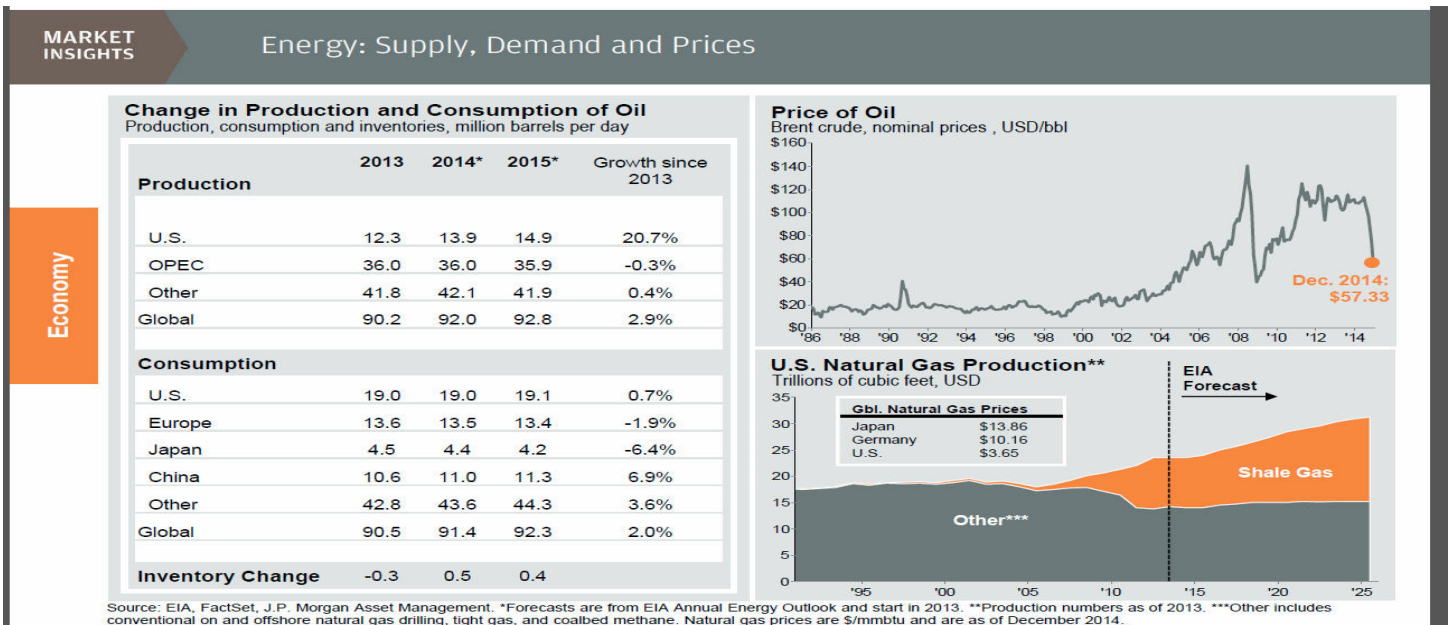 MARKET
INSIGHTS
Energy: Supply, Demand and Prices
Economy
Change in Production and Consumption of Oil
Production, consumption and inventories, million barrels per day
2013 2014* 2015* Growth since
2013
Production
U.S. 12.3 13.9 14.9 20.7%
OPEC 36.0 36.0 35.9 -0.3%
Other 41.8 42.1 41.9 0.4%
Global 90.2 92.0 92.8 2.9%
Consumption
U.S. 19.0 19.0 19.1 0.7%
Europe 13.6 13.5 13.4 -1.9%
Japan 4.5 4.4 4.2 -6.4%
China 10.6 11.0 11.3 6.9%
Other 42.8 43.6 44.3 3.6%
Global 90.5 91.4 92.3 2.0%
Inventory Change -0.3 0.5 0.4
Price of Oil
Brent crude, nominal prices , USD/bbl
$160
$140
$120
$100
$80
$60
$40
$20
$0
Dec. 2014:
$57.33
'86 '88 '90 '92 '94 '96 '98 '00 '02 '04 '06 '08 '10 '12 '14
U.S. Natural Gas Production**
Trillions of cubic feet, USD
EIA
Forecast
35
30
25
20
15
10
5
0
Gbl. Natural Gas Prices
Japan $13.86
Germany $10.16
U.S. $3.65
Shale Gas
Other***
'95 '00 '05 '10 '15 '20 '25
Source: EIA, FactSet, J.P. Morgan Asset Management. *Forecasts are from EIA Annual Energy Outlook and start in 2013. **Production numbers as of 2013. ***Other includes
conventional on and offshore natural gas drilling, tight gas, and coalbed methane. Natural gas prices are $/mmbtu and are as of December 2014.